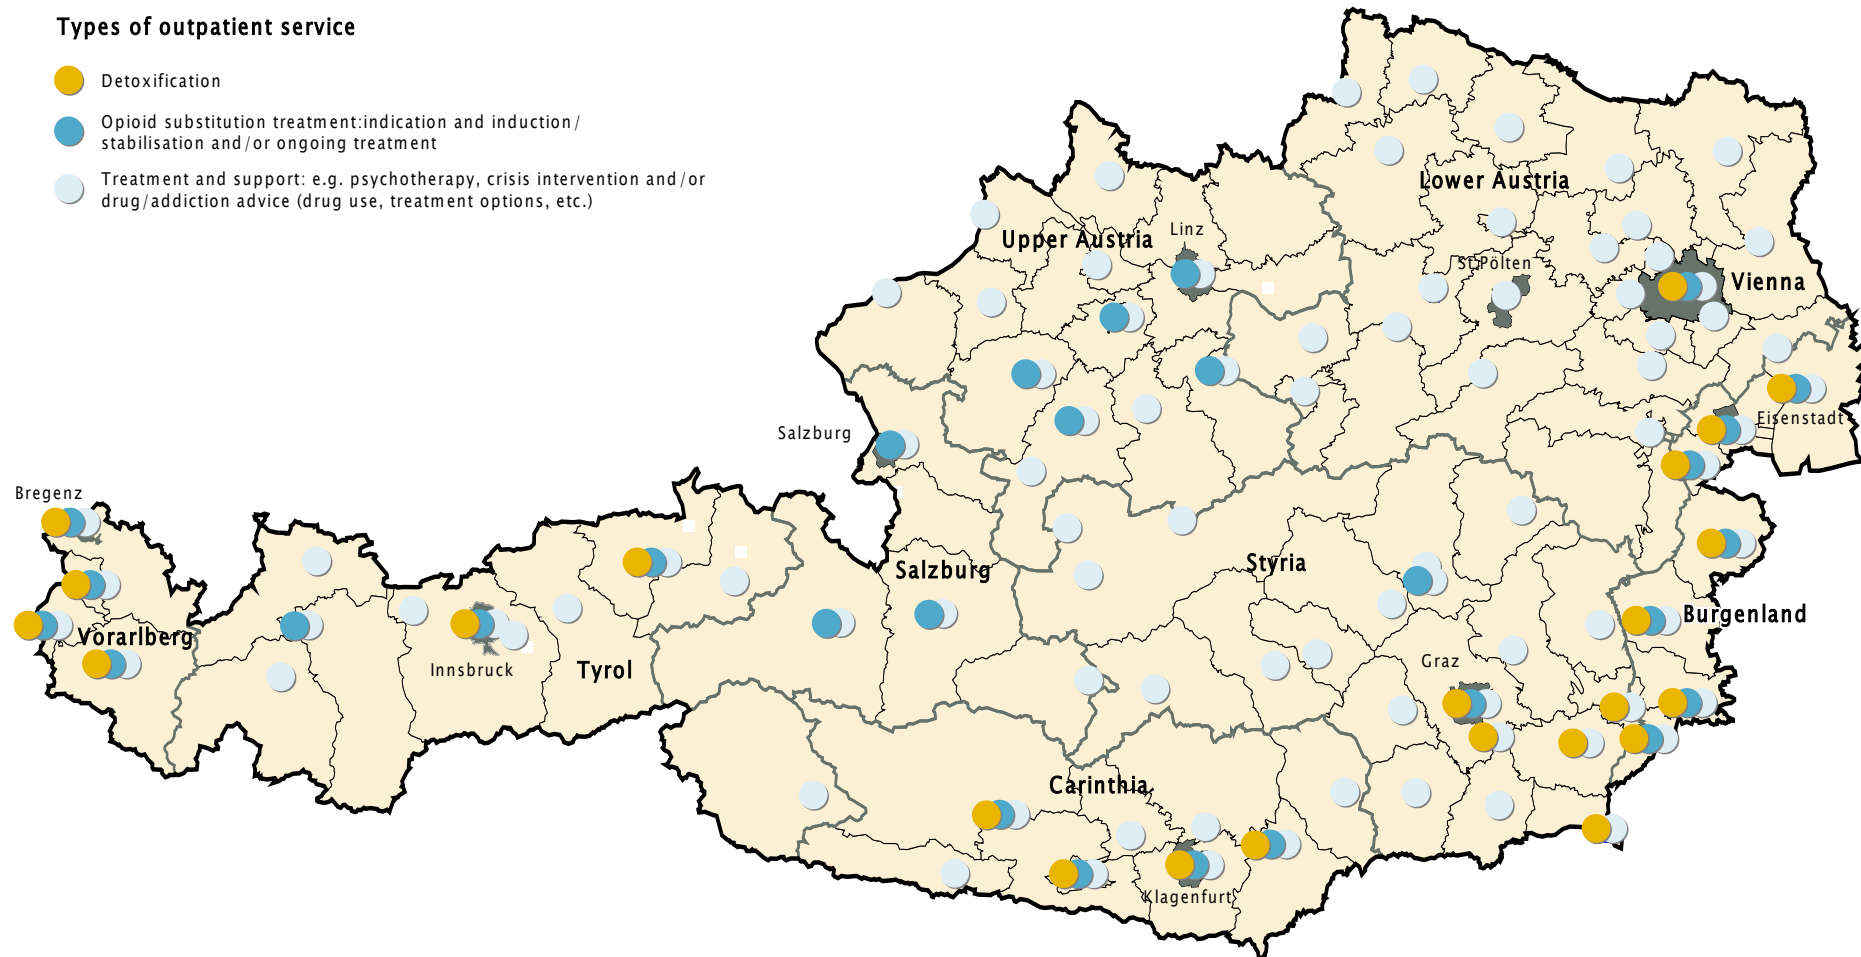 Types of outpatient service
Detoxification
Opioid substitution treatment:indication and induction/
stabilisation and/or ongoing treatment
Treatment and support: e.g. psychotherapy, crisis intervention and/or
drug/addiction advice (drug use, treatment options, etc.)
Lower Austria
Linz
Upper Austria
St.Pölten
Vienna
Eisenstadt
Salzburg
Bregenz
Styria
Salzburg
Burgenland
Vorarlberg
Graz
Innsbruck
Tyrol
Carinthia
Klagenfurt